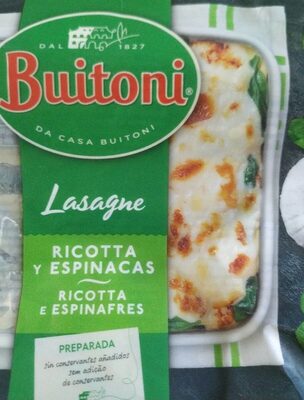 DAL 1827
Buitoni®
DA CASA BUITONI
Lasagne
RICOTTA
Y ESPINACAS
RICOTTA
E ESPINAFRES
PREPARADA
sin conservantes añadidos
sem adição
de conservantes